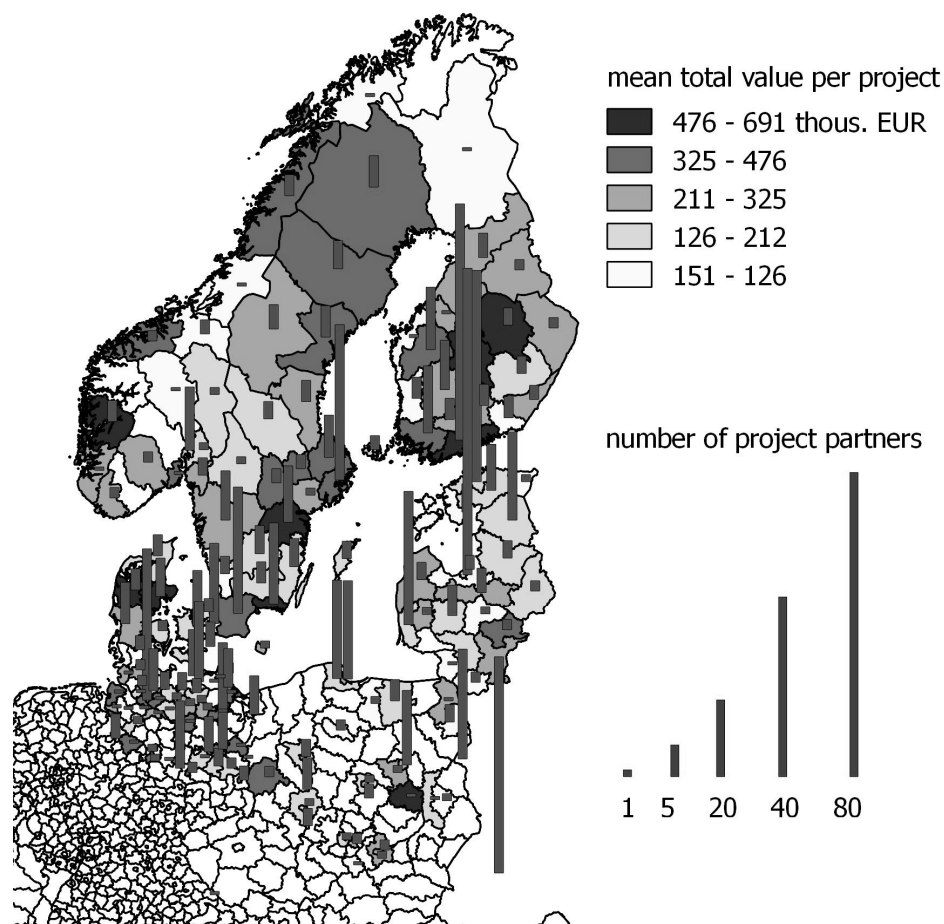 mean total value per project
476 - 691 thous. EUR
325 - 476
211 - 325
126 - 212
151 - 126
number of project partners
1 5 20 40 80